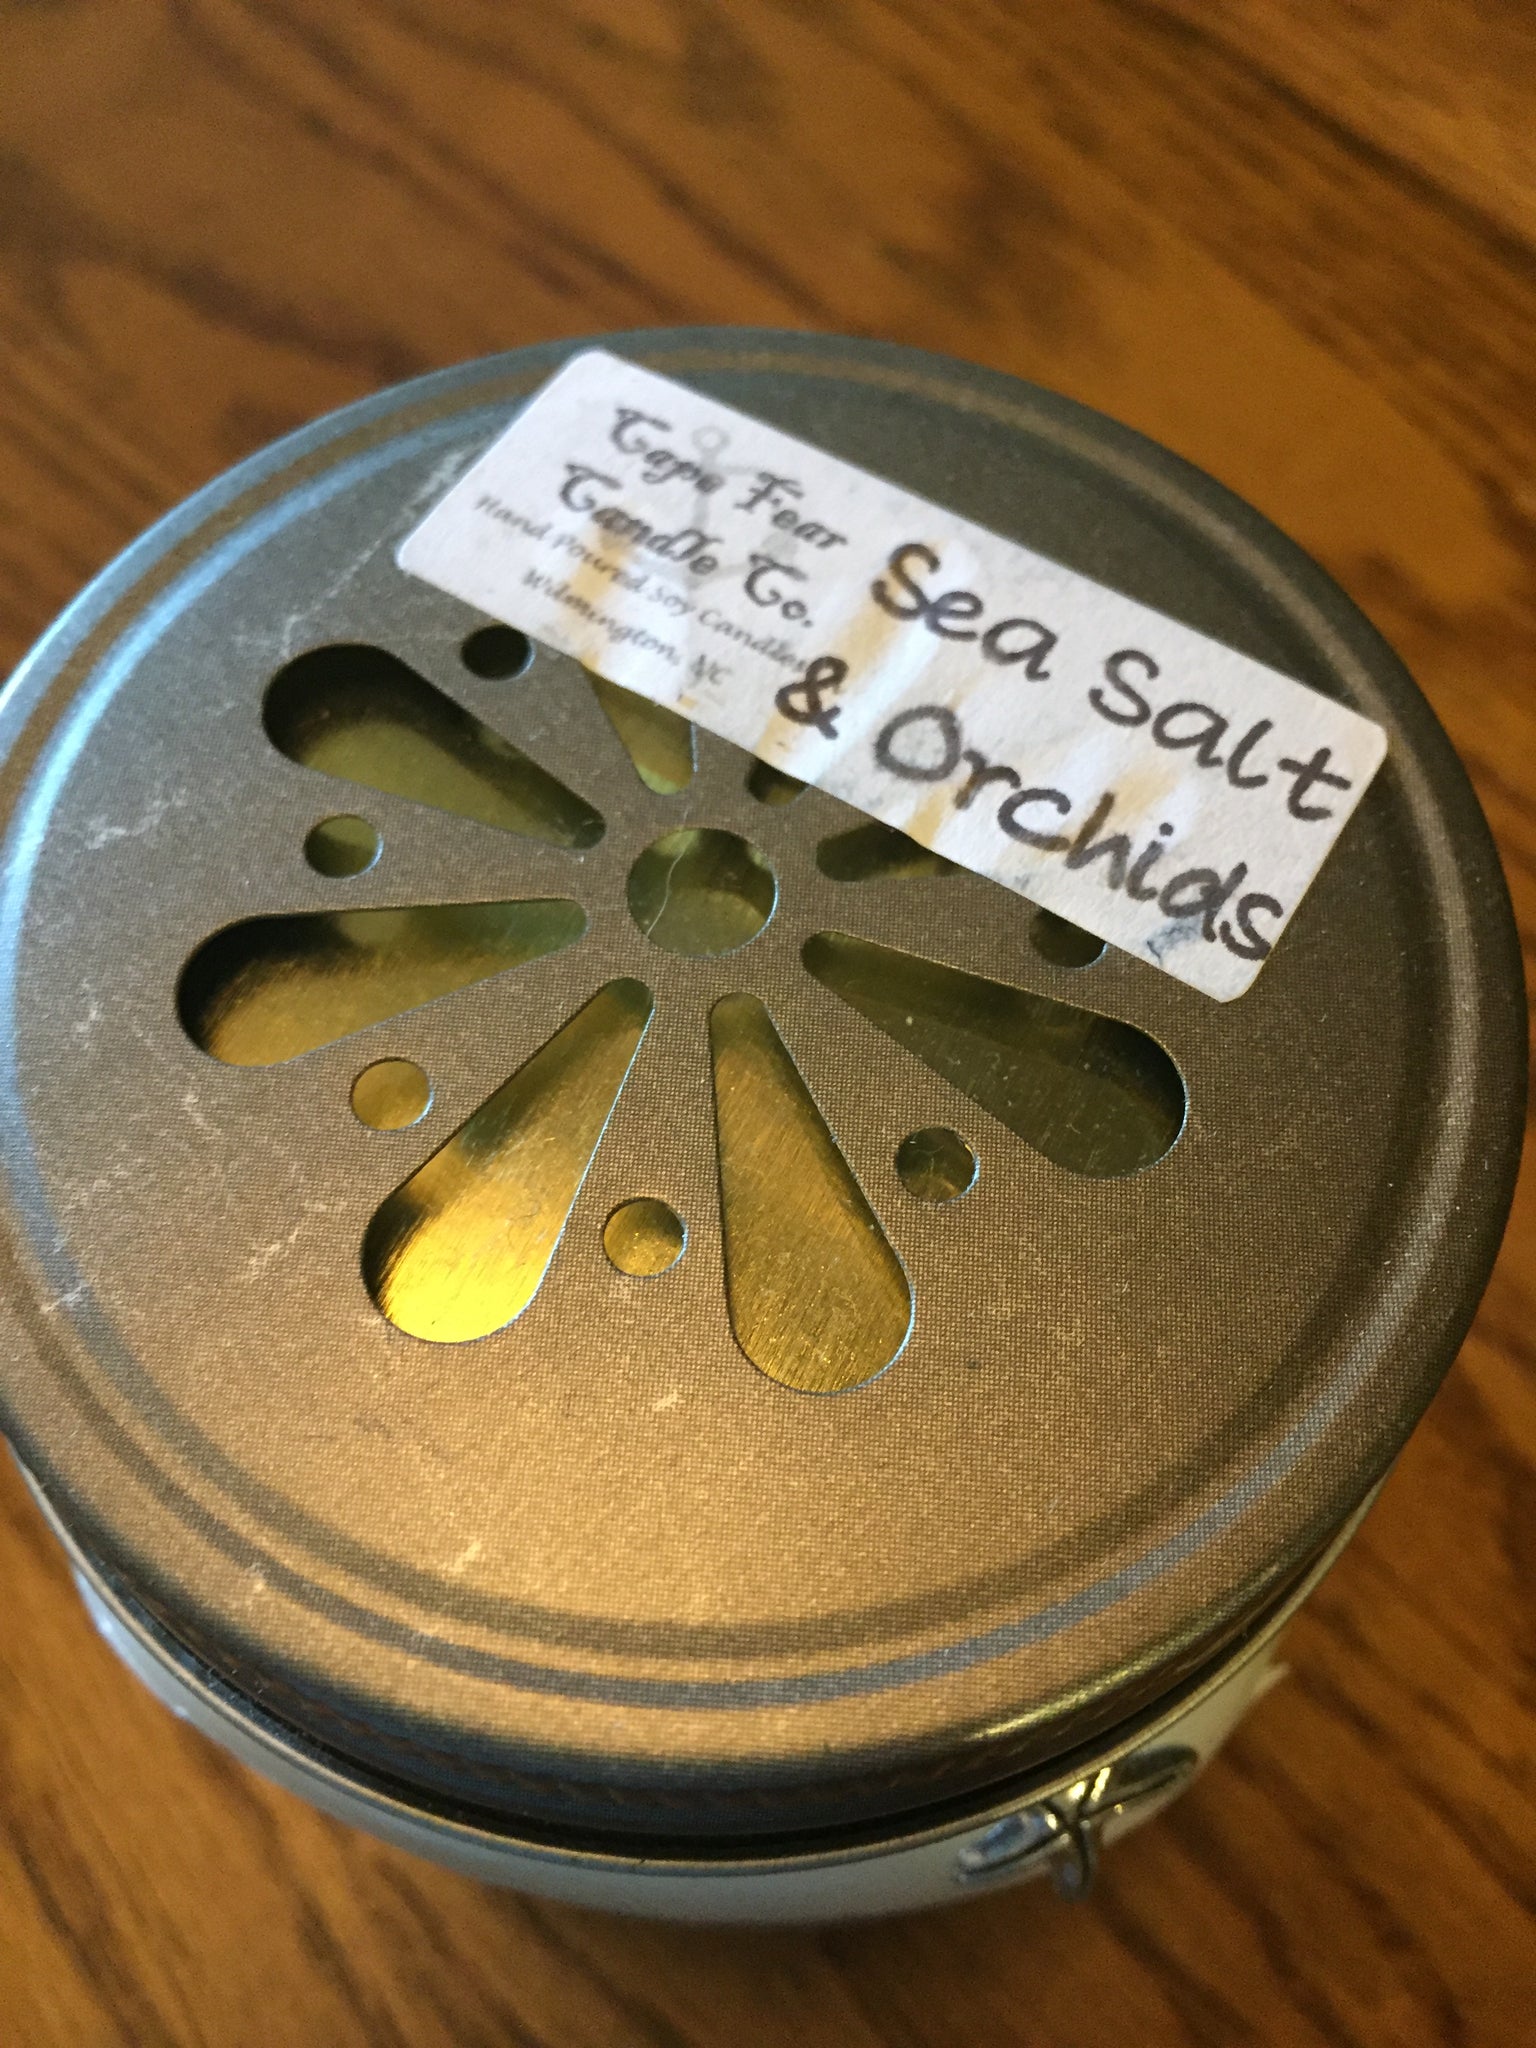 Cape Fear
Candle Co.
Hand Poured Soy Candles
Wilmington, NC
Sea Salt
& Orchids